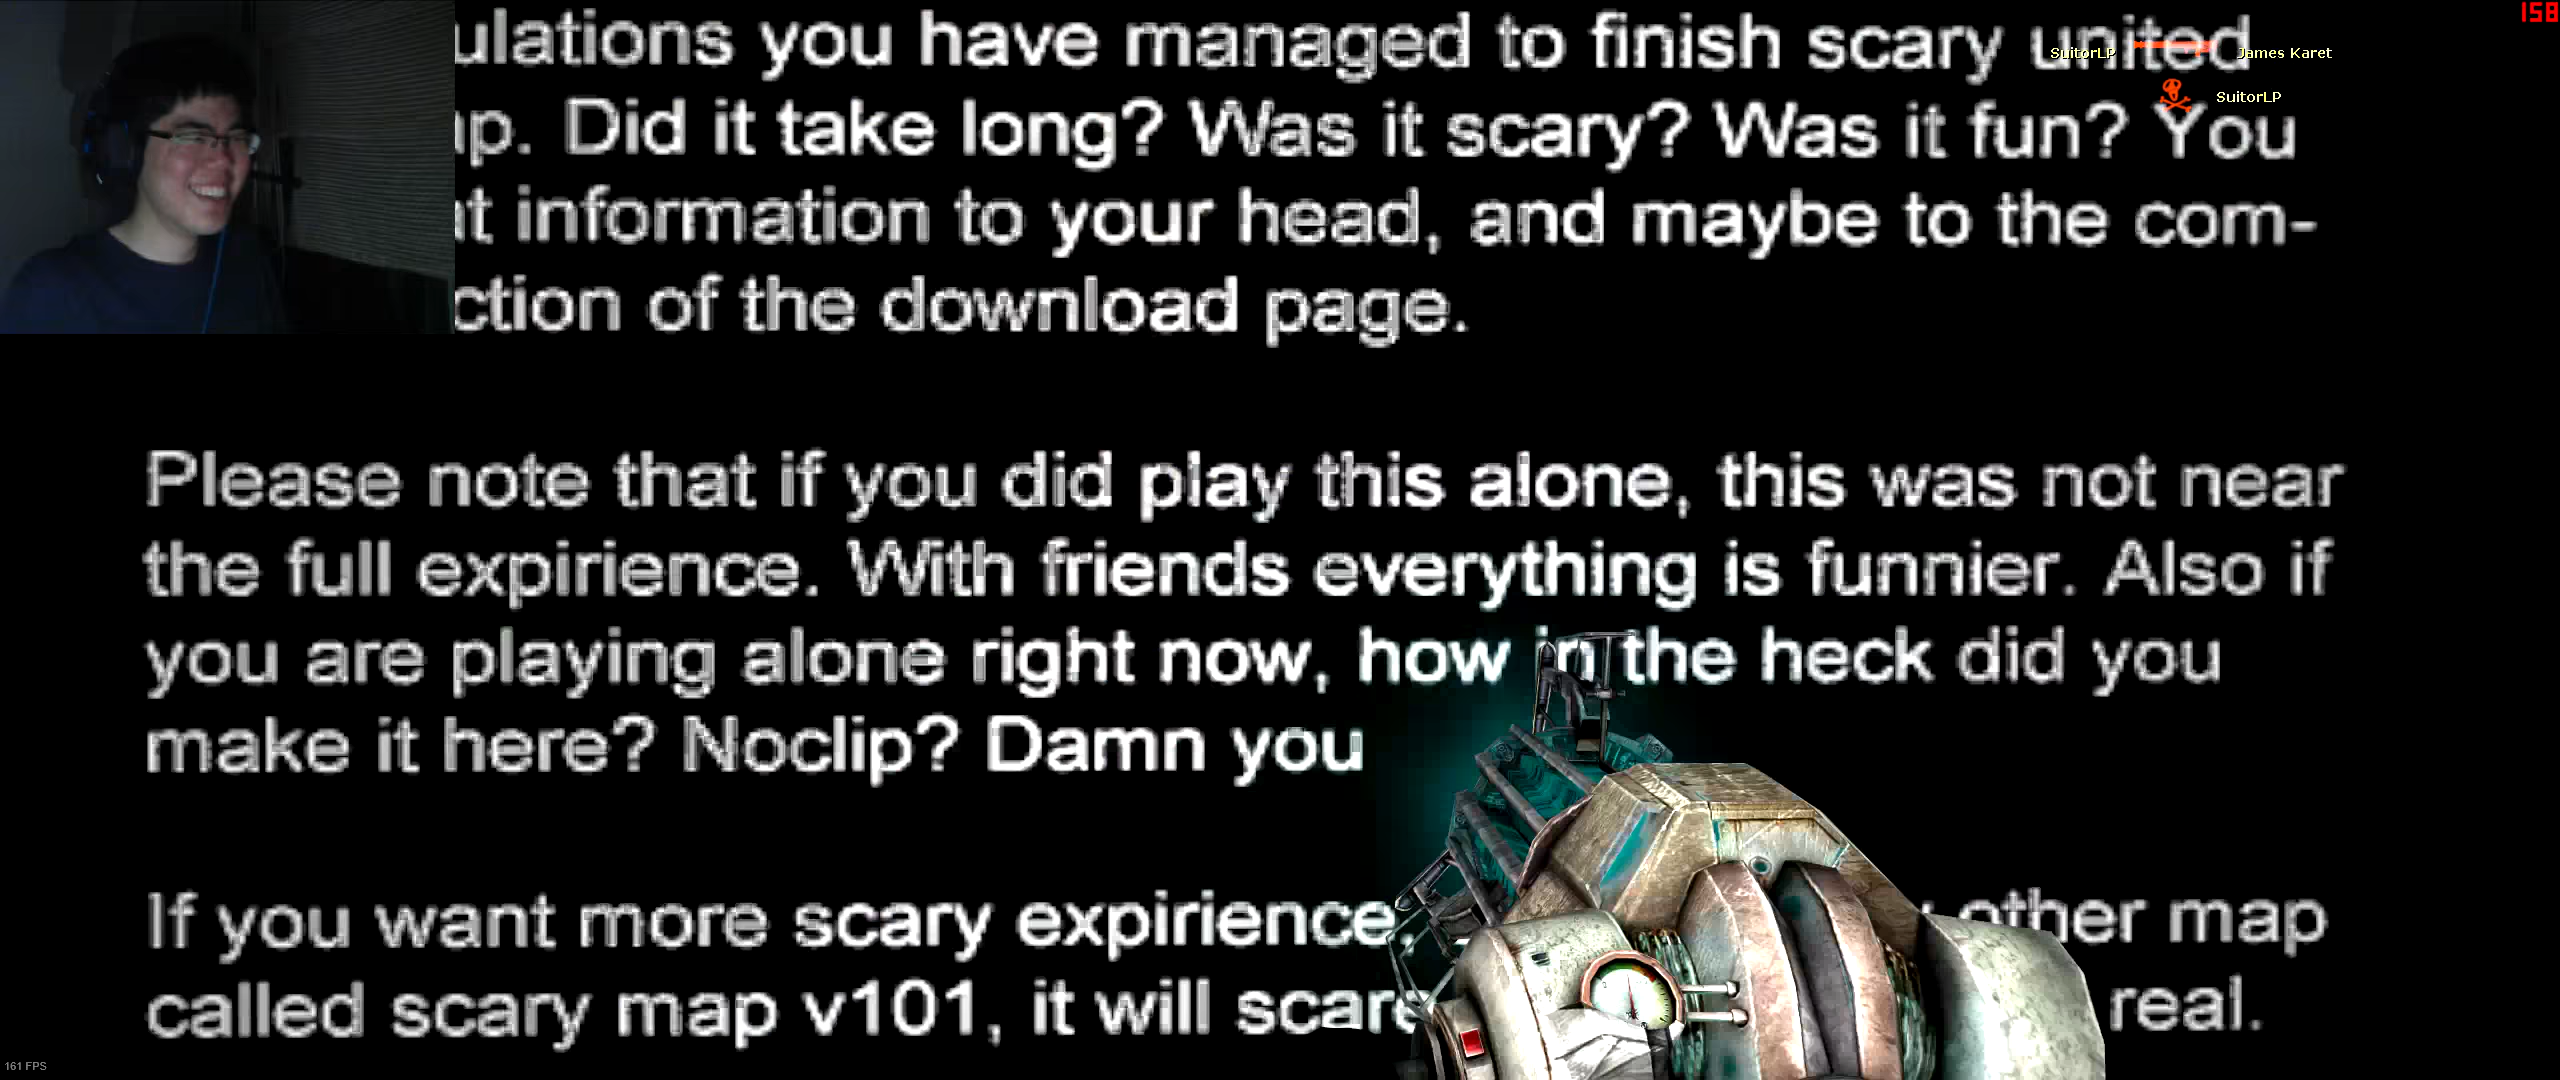 ulations you have managed to finish scary united
p. Did it take long? Was it scary? Was it fun? You
t information to your head, and maybe to the com-
ction of the download page.
Please note that if you did play this alone, this was not near
the full expirience. With friends everything is funnier. Also if
you are playing alone right now, how in the heck did you
make it here? Noclip? Damn you
If you want more scary expirience, other map
called scary map v101, it will scare real.
158
SuitorLP James Karet
SuitorLP
161 FPS